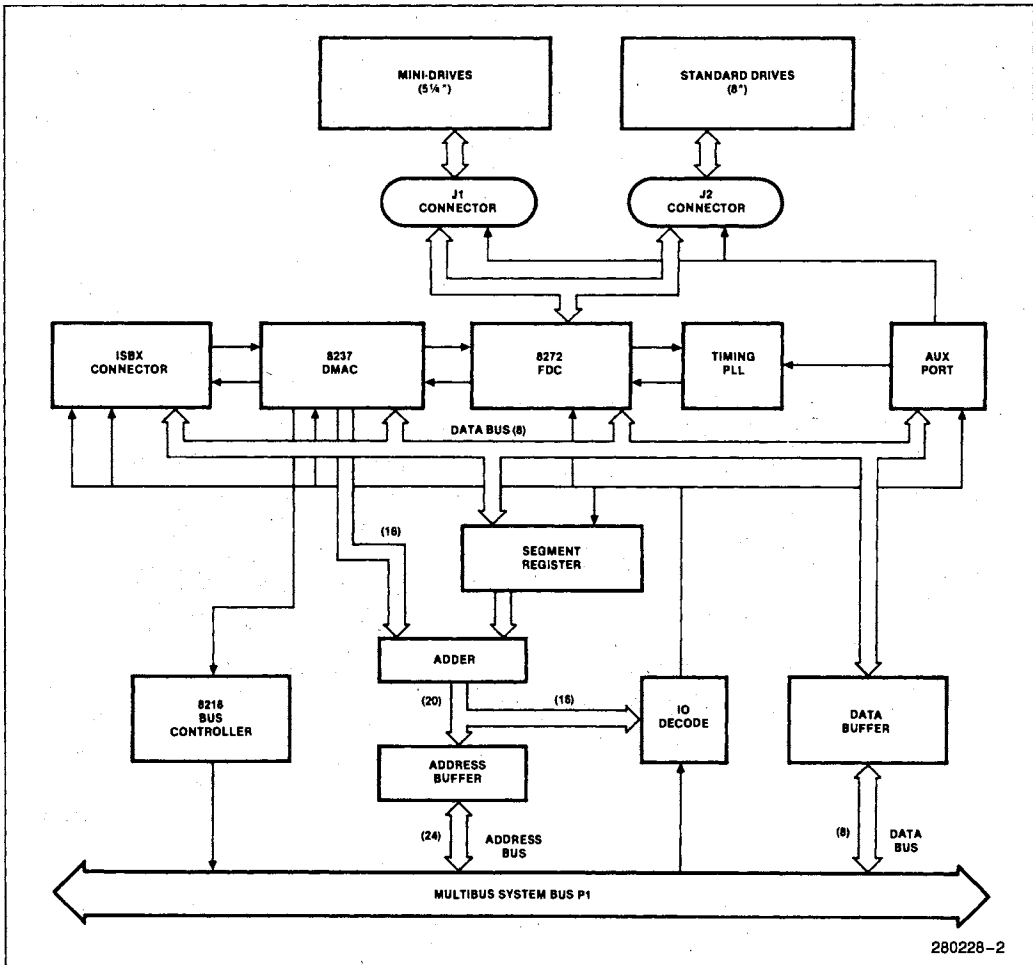 MINI-DRIVES
(5¼")
STANDARD DRIVES
(8")
J1
CONNECTOR
J2
CONNECTOR
ISBX
CONNECTOR
8237
DMAC
8272
FDC
TIMING
PLL
AUX
PORT
DATA BUS (8)
(16)
SEGMENT
REGISTER
ADDER
8218
BUS
CONTROLLER
(20)
(16)
IO
DECODE
DATA
BUFFER
ADDRESS
BUFFER
(24)
ADDRESS
BUS
(8)
DATA
BUS
MULTIBUS SYSTEM BUS P1
280228-2